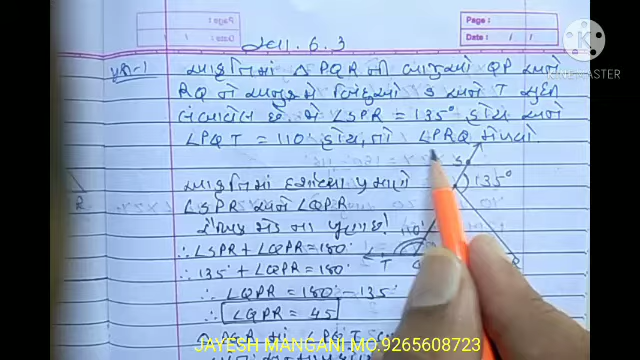 Page :
Date : / /
સ્વા. 6.3
KINEMASTER
પ્રશ્ન-1 આકૃતિમાં △ PQR ની બાજુઓ QP અને
RQ ને અનુક્રમે બિંદુઓ S અને T સુધી
લંબાવેલ છે. જો ∠SPR = 135° હોય અને
∠PQT = 110° હોય, તો ∠PRQ મેળવો.
S
આકૃતિમાં દર્શાવ્યા પ્રમાણે 135°
∠SPR અને ∠QPR
જોડ ના ખૂણા છે. 110°
∴ ∠SPR + ∠QPR = 180°
T
∴ 135° + ∠QPR = 180°
∴ ∠QPR = 180° - 135°
∴ ∠QPR = 45
JAYESH MANGANI MO.9265608723